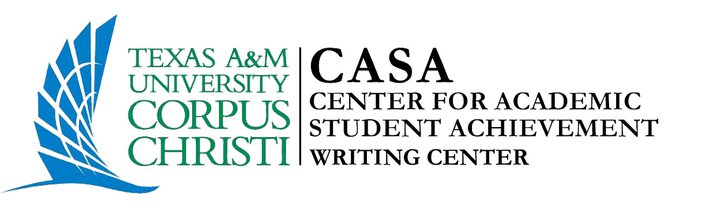 TEXAS A&M
UNIVERSITY
CORPUS
CHRISTI
CASA
CENTER FOR ACADEMIC
STUDENT ACHIEVEMENT
WRITING CENTER